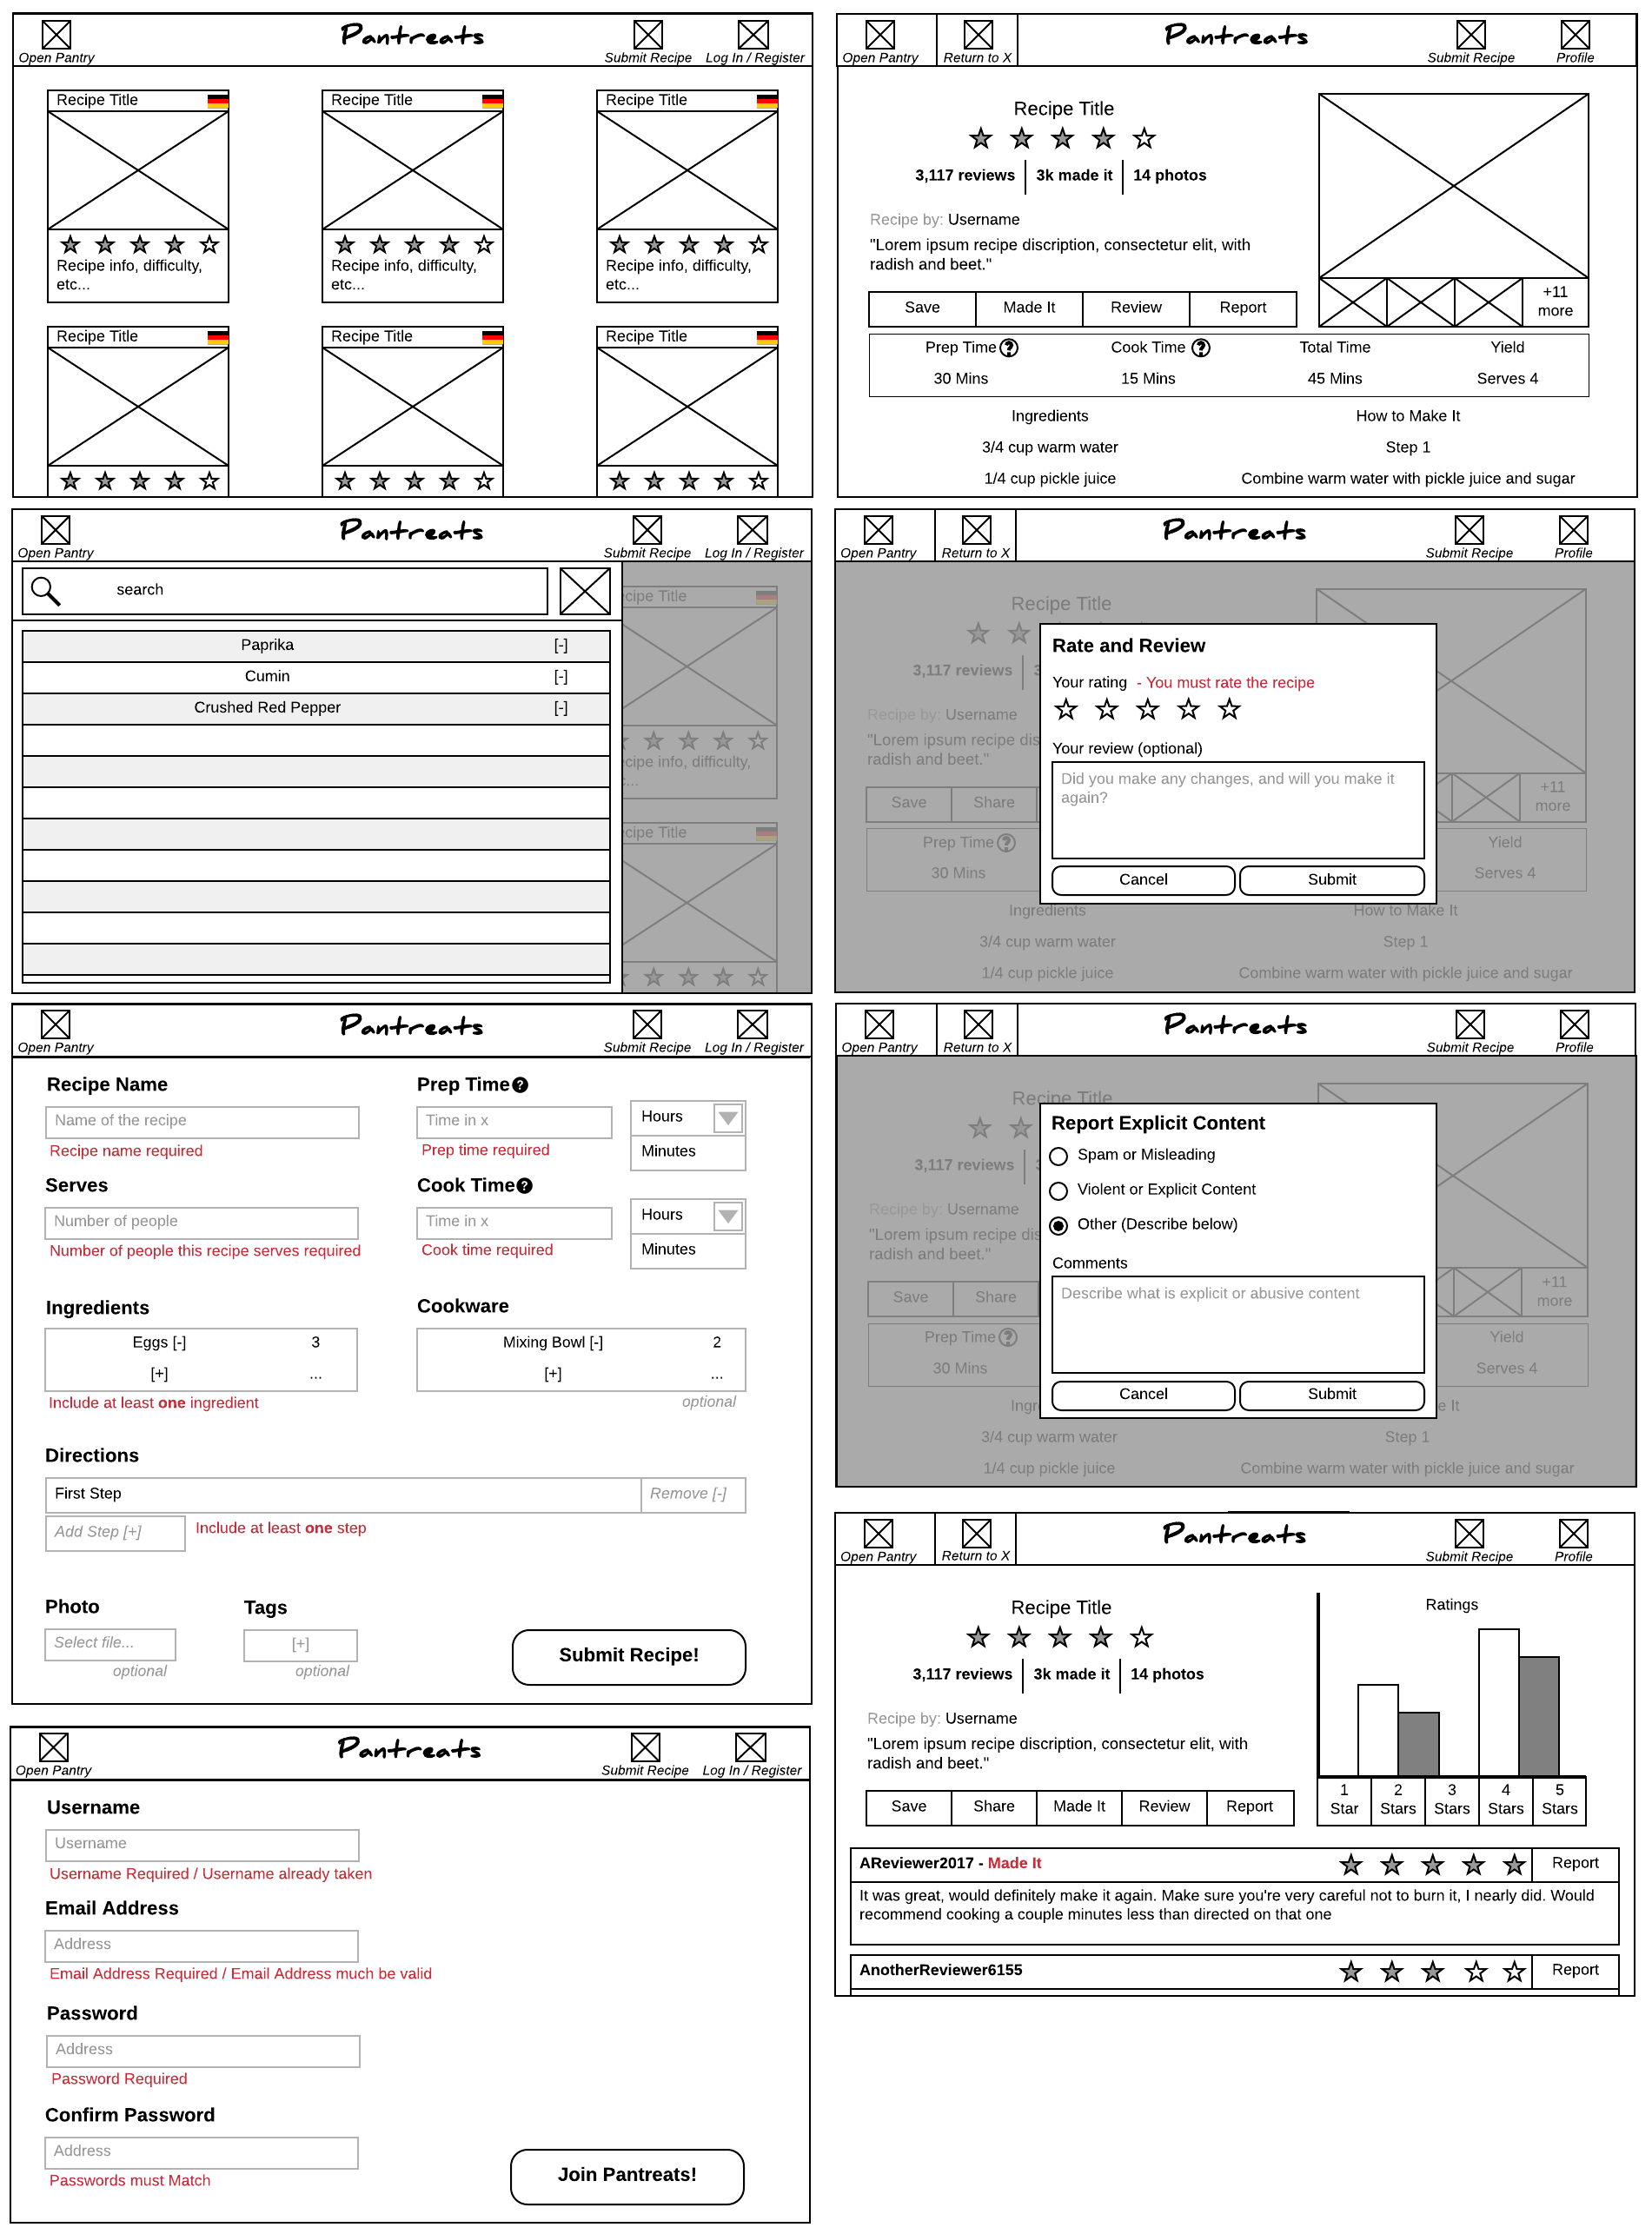 Pantreats
Open Pantry
Submit Recipe
Log In / Register
Recipe Title
Recipe Title
Recipe Title
Recipe info, difficulty,
etc...
Recipe info, difficulty,
etc...
Recipe info, difficulty,
etc...
Recipe Title
Recipe Title
Recipe Title
Pantreats
Open Pantry
Return to X
Submit Recipe
Profile
Recipe Title
3,117 reviews
3k made it
14 photos
Recipe by: Username
"Lorem ipsum recipe discription, consectetur elit, with
radish and beet."
+11
more
Save
Made It
Review
Report
Prep Time ?
Cook Time ?
Total Time
Yield
30 Mins
15 Mins
45 Mins
Serves 4
Ingredients
How to Make It
3/4 cup warm water
Step 1
1/4 cup pickle juice
Combine warm water with pickle juice and sugar
Pantreats
Open Pantry
Submit Recipe
Log In / Register
search
Paprika [-]
Cumin [-]
Crushed Red Pepper [-]
cipe Title
cipe info, difficulty,
c...
cipe Title
Pantreats
Open Pantry
Return to X
Submit Recipe
Profile
Recipe Title
3,117 reviews
3
Recipe by: Username
"Lorem ipsum recipe dis
radish and beet."
+11
more
Save
Share
Prep Time ?
30 Mins
Yield
Serves 4
Rate and Review
Your rating - You must rate the recipe
Your review (optional)
Did you make any changes, and will you make it
again?
Cancel
Submit
Ingredients
How to Make It
3/4 cup warm water
Step 1
1/4 cup pickle juice
Combine warm water with pickle juice and sugar
Pantreats
Open Pantry
Submit Recipe
Log In / Register
Recipe Name
Name of the recipe
Recipe name required
Prep Time ?
Time in x
Prep time required
Hours
Minutes
Serves
Number of people
Number of people this recipe serves required
Cook Time ?
Time in x
Cook time required
Hours
Minutes
Ingredients
Eggs [-] 3
[+] ...
Include at least one ingredient
Cookware
Mixing Bowl [-] 2
[+] ...
optional
Directions
First Step
Remove [-]
Add Step [+]
Include at least one step
Photo
Select file...
optional
Tags
[+]
optional
Submit Recipe!
Pantreats
Open Pantry
Return to X
Submit Recipe
Profile
Recipe Title
3,117 reviews
Recipe by: Username
"Lorem ipsum recipe dis
radish and beet."
+11
more
Save
Share
Prep Time ?
30 Mins
Yield
Serves 4
Report Explicit Content
Spam or Misleading
Violent or Explicit Content
Other (Describe below)
Comments
Describe what is explicit or abusive content
Cancel
Submit
Ingr
e It
3/4 cup warm water
Step 1
1/4 cup pickle juice
Combine warm water with pickle juice and sugar
Pantreats
Open Pantry
Return to X
Submit Recipe
Profile
Recipe Title
3,117 reviews
3k made it
14 photos
Recipe by: Username
"Lorem ipsum recipe discription, consectetur elit, with
radish and beet."
Save
Share
Made It
Review
Report
Ratings
1
Star
2
Stars
3
Stars
4
Stars
5
Stars
AReviewer2017 - Made It
Report
It was great, would definitely make it again. Make sure you're very careful not to burn it, I nearly did. Would
recommend cooking a couple minutes less than directed on that one
AnotherReviewer6155
Report
Pantreats
Open Pantry
Submit Recipe
Log In / Register
Username
Username
Username Required / Username already taken
Email Address
Address
Email Address Required / Email Address much be valid
Password
Address
Password Required
Confirm Password
Address
Passwords must Match
Join Pantreats!